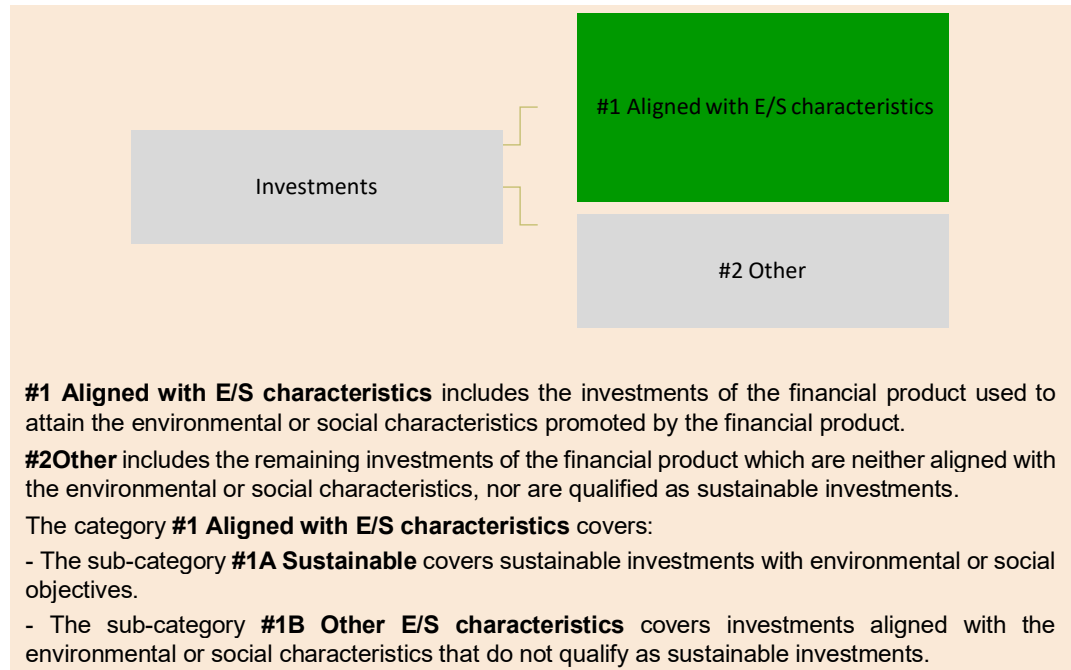 #1 Aligned with E/S characteristics
Investments
#2 Other
#1 Aligned with E/S characteristics includes the investments of the financial product used to
attain the environmental or social characteristics promoted by the financial product.
#2Other includes the remaining investments of the financial product which are neither aligned with
the environmental or social characteristics, nor are qualified as sustainable investments.
The category #1 Aligned with E/S characteristics covers:
- The sub-category #1A Sustainable covers sustainable investments with environmental or social
objectives.
- The sub-category #1B Other E/S characteristics covers investments aligned with the
environmental or social characteristics that do not qualify as sustainable investments.